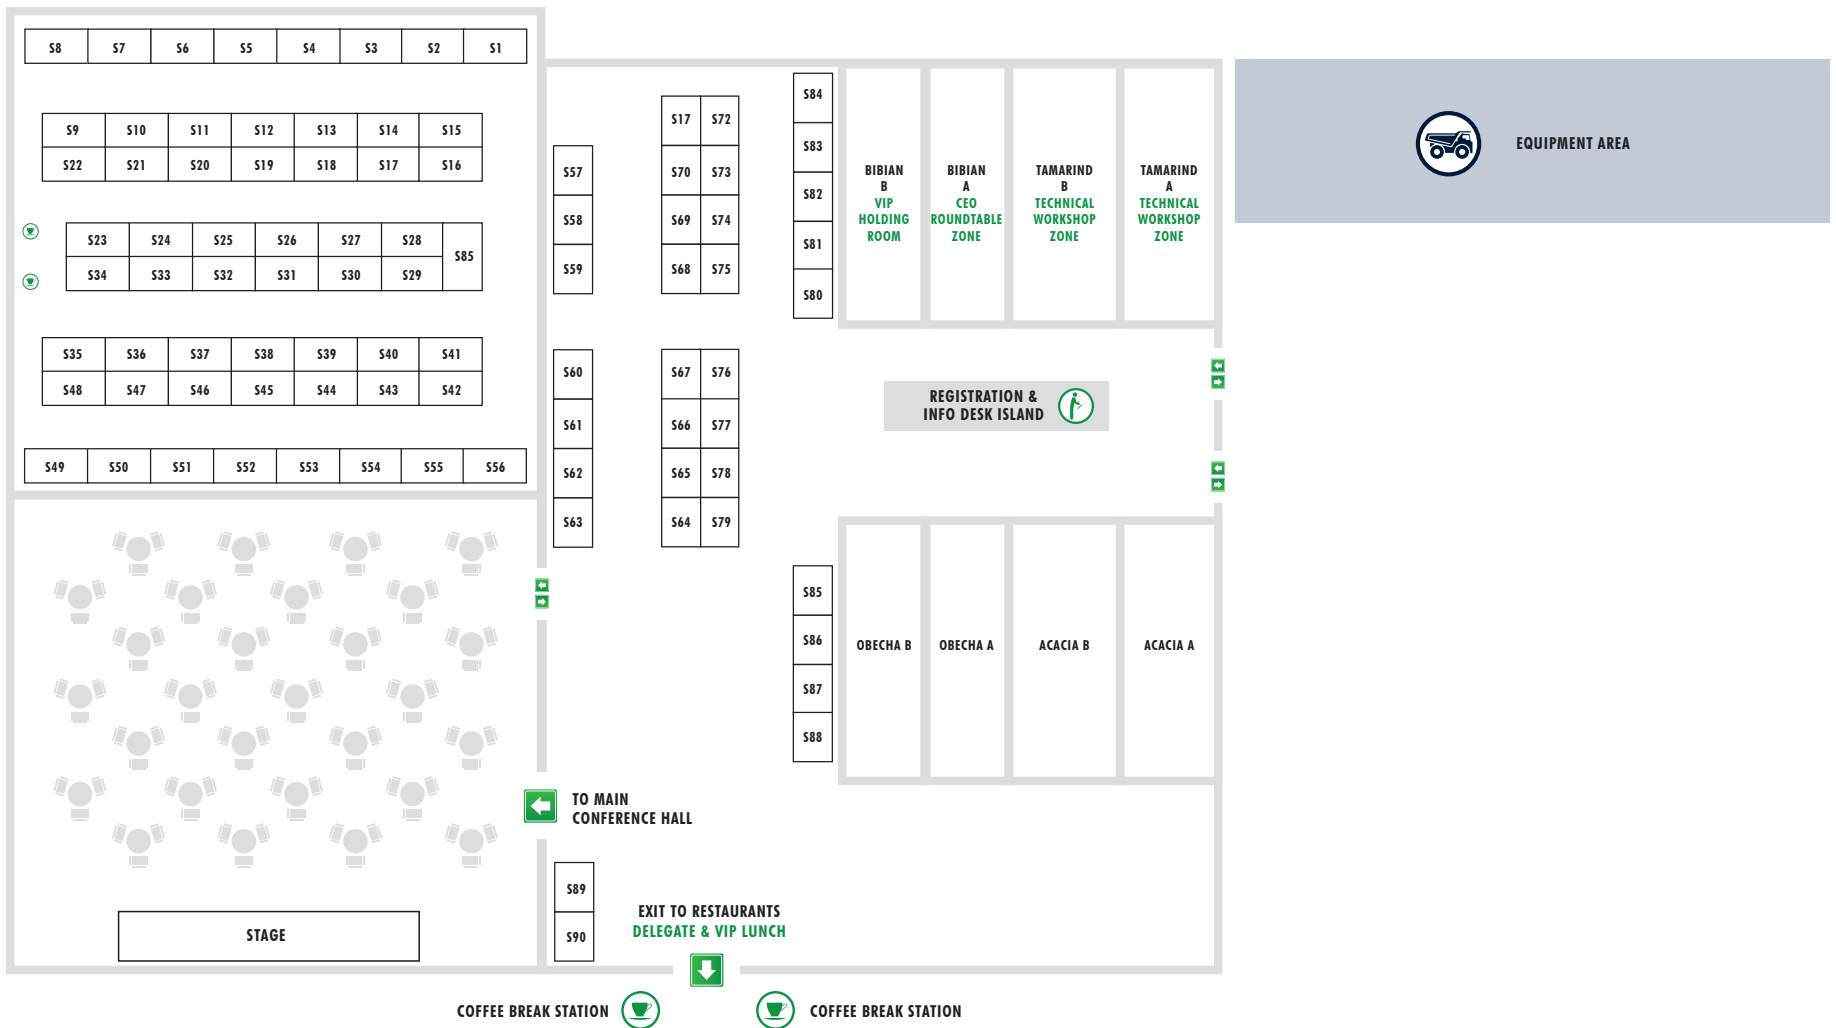 S8 S7 S6 S5 S4 S3 S2 S1
S9 S10 S11 S12 S13 S14 S15
S22 S21 S20 S19 S18 S17 S16
S23 S24 S25 S26 S27 S28
S85
S34 S33 S32 S31 S30 S29
S35 S36 S37 S38 S39 S40 S41
S48 S47 S46 S45 S44 S43 S42
S49 S50 S51 S52 S53 S54 S55 S56
STAGE
S57
S58
S59
S60
S61
S62
S63
S17 S72
S70 S73
S69 S74
S68 S75
S67 S76
S66 S77
S65 S78
S64 S79
S84
S83
S82
S81
S80
BIBIAN
B
VIP
HOLDING
ROOM
BIBIAN
A
CEO
ROUNDTABLE
ZONE
TAMARIND
B
TECHNICAL
WORKSHOP
ZONE
TAMARIND
A
TECHNICAL
WORKSHOP
ZONE
EQUIPMENT AREA
REGISTRATION &
INFO DESK ISLAND
S85
S86
S87
S88
OBECHA B
OBECHA A
ACACIA B
ACACIA A
TO MAIN
CONFERENCE HALL
S89
S90
EXIT TO RESTAURANTS
DELEGATE & VIP LUNCH
COFFEE BREAK STATION
COFFEE BREAK STATION